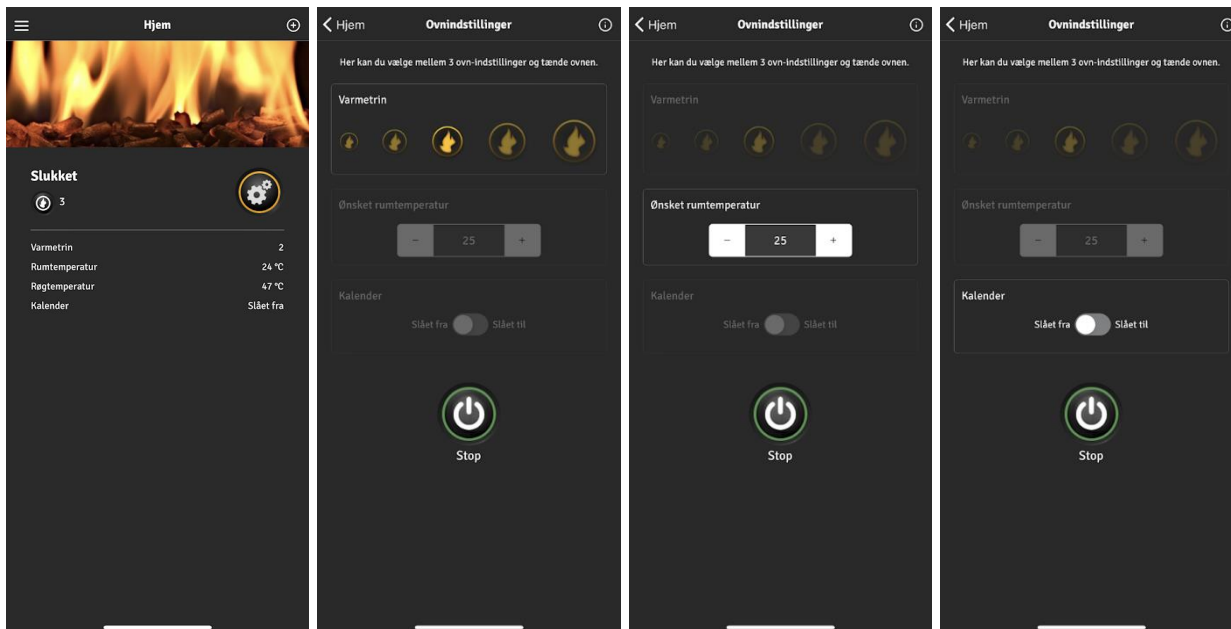 Hjem
Slukket
3
Varmetrin 2
Rumtemperatur 24 °C
Røgtemperatur 47 °C
Kalender Slået fra
Hjem Ovnindstillinger
Her kan du vælge mellem 3 ovn-indstillinger og tænde ovnen.
Varmetrin
Ønsket rumtemperatur
− 25 +
Kalender
Slået fra Slået til
Stop
Hjem Ovnindstillinger
Her kan du vælge mellem 3 ovn-indstillinger og tænde ovnen.
Varmetrin
Ønsket rumtemperatur
− 25 +
Kalender
Slået fra Slået til
Stop
Hjem Ovnindstillinger
Her kan du vælge mellem 3 ovn-indstillinger og tænde ovnen.
Varmetrin
Ønsket rumtemperatur
− 25 +
Kalender
Slået fra Slået til
Stop